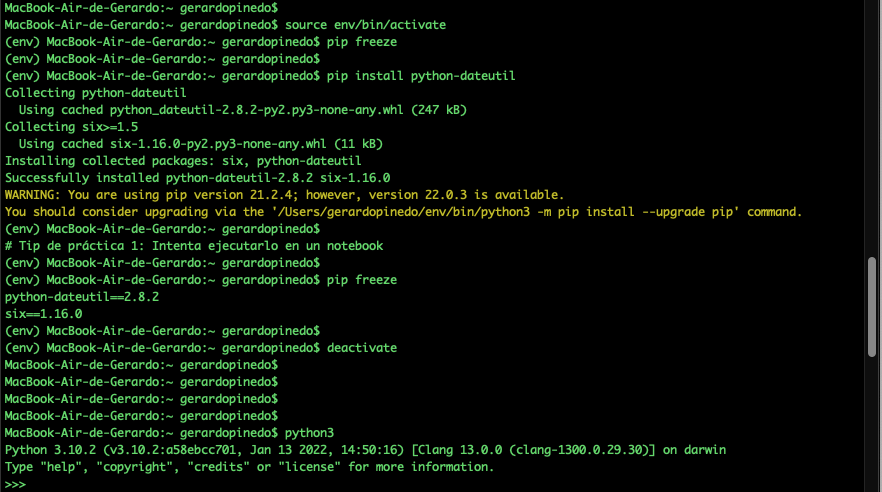 MacBook-Air-de-Gerardo:~ gerardopinedo$
MacBook-Air-de-Gerardo:~ gerardopinedo$ source env/bin/activate
(env) MacBook-Air-de-Gerardo:~ gerardopinedo$ pip freeze
(env) MacBook-Air-de-Gerardo:~ gerardopinedo$
(env) MacBook-Air-de-Gerardo:~ gerardopinedo$ pip install python-dateutil
Collecting python-dateutil
  Using cached python_dateutil-2.8.2-py2.py3-none-any.whl (247 kB)
Collecting six>=1.5
  Using cached six-1.16.0-py2.py3-none-any.whl (11 kB)
Installing collected packages: six, python-dateutil
Successfully installed python-dateutil-2.8.2 six-1.16.0
WARNING: You are using pip version 21.2.4; however, version 22.0.3 is available.
You should consider upgrading via the '/Users/gerardopinedo/env/bin/python3 -m pip install --upgrade pip' command.
(env) MacBook-Air-de-Gerardo:~ gerardopinedo$
# Tip de práctica 1: Intenta ejecutarlo en un notebook
(env) MacBook-Air-de-Gerardo:~ gerardopinedo$
(env) MacBook-Air-de-Gerardo:~ gerardopinedo$ pip freeze
python-dateutil==2.8.2
six==1.16.0
(env) MacBook-Air-de-Gerardo:~ gerardopinedo$
(env) MacBook-Air-de-Gerardo:~ gerardopinedo$ deactivate
MacBook-Air-de-Gerardo:~ gerardopinedo$
MacBook-Air-de-Gerardo:~ gerardopinedo$
MacBook-Air-de-Gerardo:~ gerardopinedo$
MacBook-Air-de-Gerardo:~ gerardopinedo$
MacBook-Air-de-Gerardo:~ gerardopinedo$ python3
Python 3.10.2 (v3.10.2:a58ebcc701, Jan 13 2022, 14:50:16) [Clang 13.0.0 (clang-1300.0.29.30)] on darwin
Type "help", "copyright", "credits" or "license" for more information.
>>>